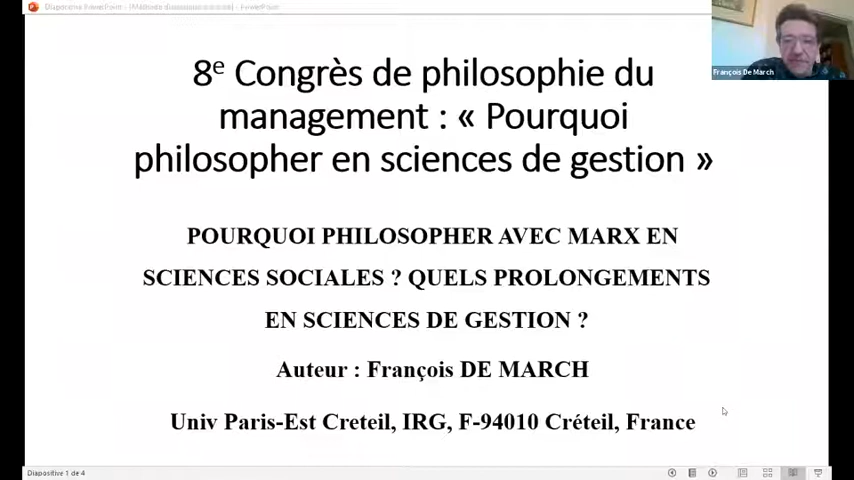 8e Congrès de philosophie du
management : « Pourquoi
philosopher en sciences de gestion »
François De March
POURQUOI PHILOSOPHER AVEC MARX EN
SCIENCES SOCIALES ? QUELS PROLONGEMENTS
EN SCIENCES DE GESTION ?
Auteur : François DE MARCH
Univ Paris-Est Creteil, IRG, F-94010 Créteil, France
Diapositive 1 de 4